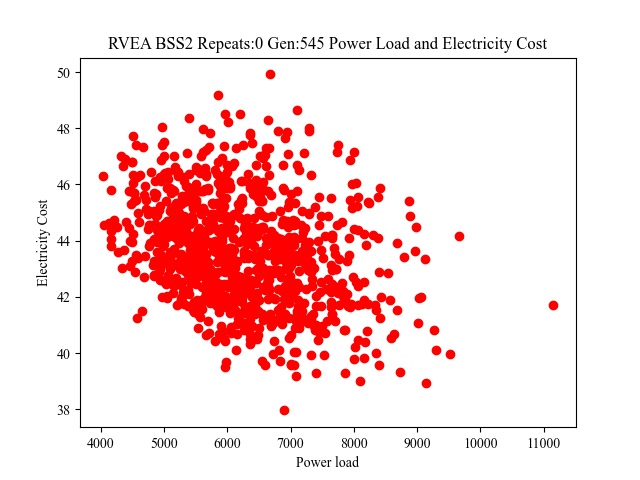 RVEA BSS2 Repeats:0 Gen:545 Power Load and Electricity Cost
50
48
46
44
42
40
38
Electricity Cost
4000 5000 6000 7000 8000 9000 10000 11000
Power load